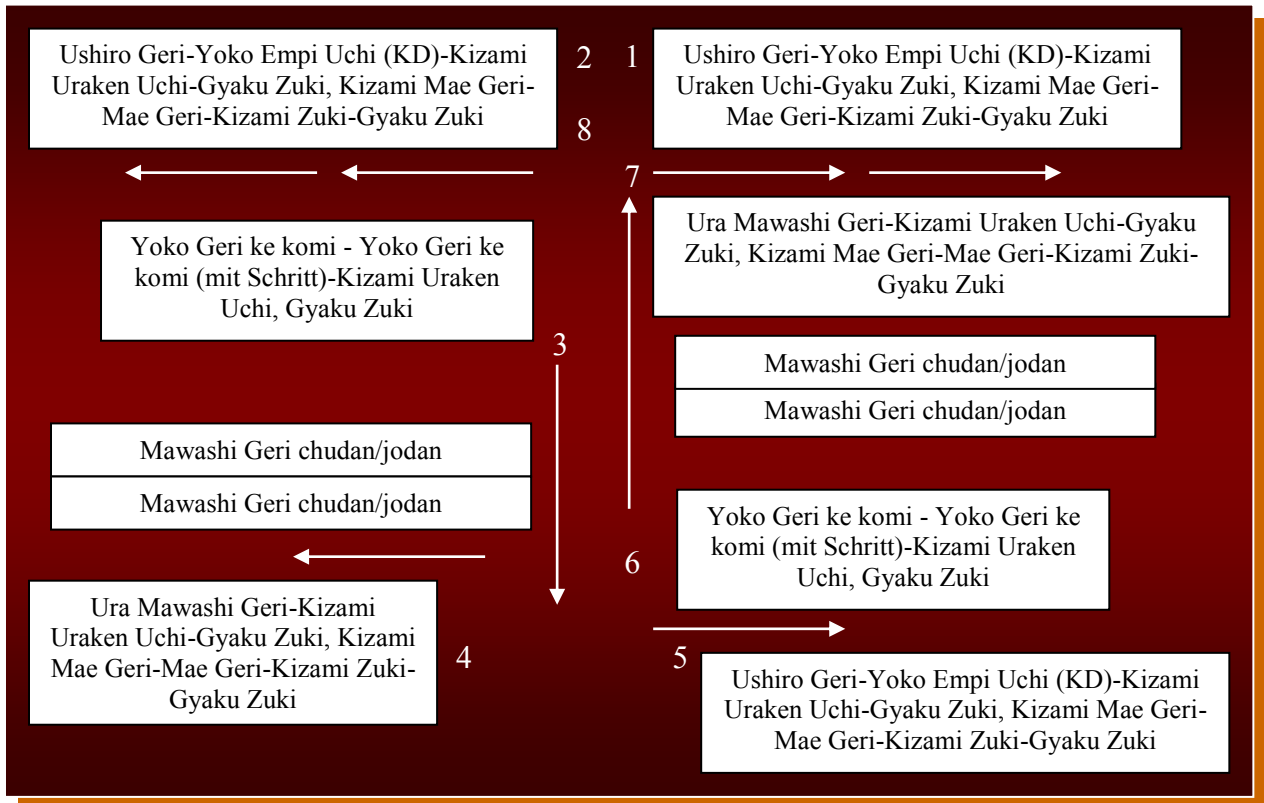 Ushiro Geri-Yoko Empi Uchi (KD)-Kizami
Uraken Uchi-Gyaku Zuki, Kizami Mae Geri-
Mae Geri-Kizami Zuki-Gyaku Zuki
2
1
Ushiro Geri-Yoko Empi Uchi (KD)-Kizami
Uraken Uchi-Gyaku Zuki, Kizami Mae Geri-
Mae Geri-Kizami Zuki-Gyaku Zuki
8
7
Yoko Geri ke komi - Yoko Geri ke
komi (mit Schritt)-Kizami Uraken
Uchi, Gyaku Zuki
Ura Mawashi Geri-Kizami Uraken Uchi-Gyaku
Zuki, Kizami Mae Geri-Mae Geri-Kizami Zuki-
Gyaku Zuki
3
Mawashi Geri chudan/jodan
Mawashi Geri chudan/jodan
Mawashi Geri chudan/jodan
Mawashi Geri chudan/jodan
6
Yoko Geri ke komi - Yoko Geri ke
komi (mit Schritt)-Kizami Uraken
Uchi, Gyaku Zuki
Ura Mawashi Geri-Kizami
Uraken Uchi-Gyaku Zuki, Kizami
Mae Geri-Mae Geri-Kizami Zuki-
Gyaku Zuki
4
5
Ushiro Geri-Yoko Empi Uchi (KD)-Kizami
Uraken Uchi-Gyaku Zuki, Kizami Mae Geri-
Mae Geri-Kizami Zuki-Gyaku Zuki